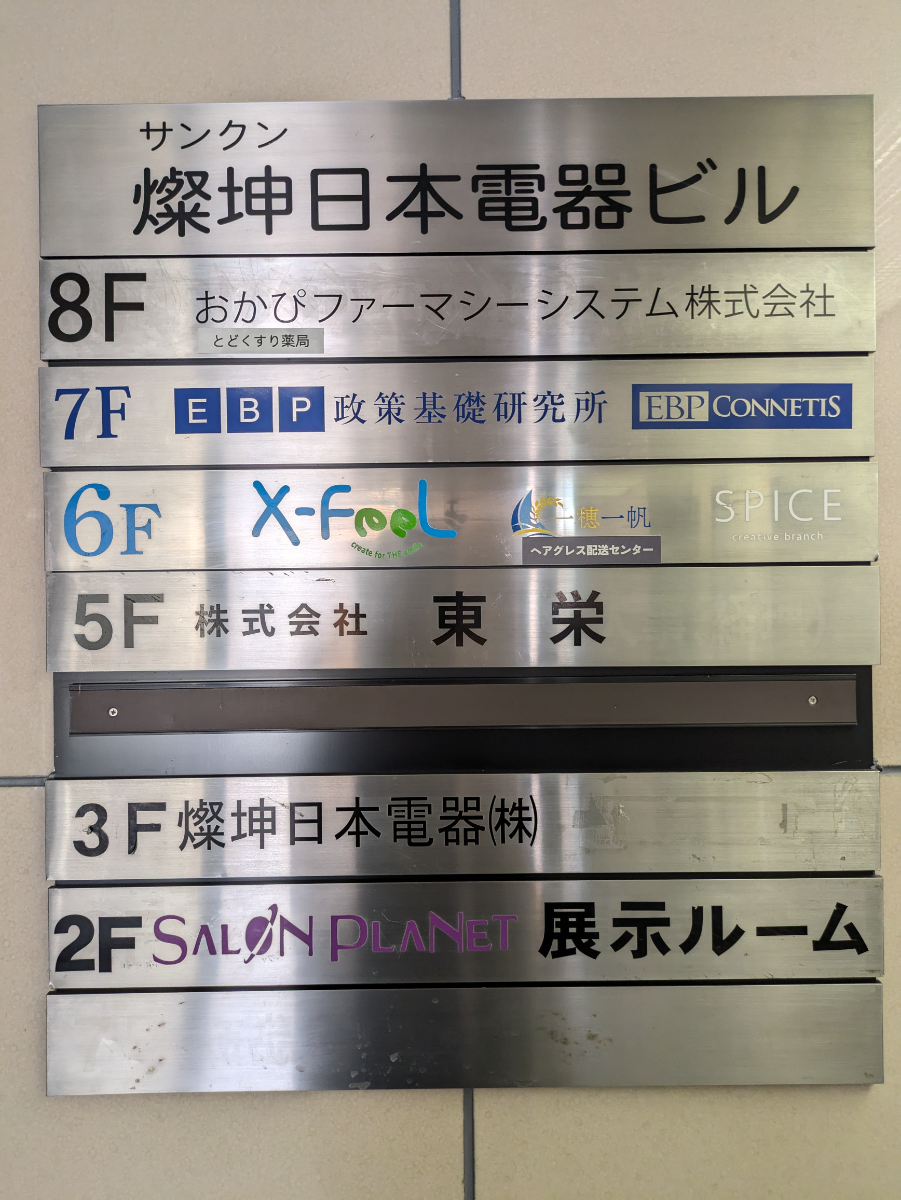 サンクン
燦坤日本電器ビル
8F おかぴファーマシーシステム株式会社
とどくすり薬局
7F EBP 政策基礎研究所 EBP CONNETIS
6F X-FeeL 一穂一帆 SPICE
create for THE ヘアグレス配送センター creative branch
5F 株式会社 東栄
3F 燦坤日本電器㈱
2F SALON PLANET 展示ルーム